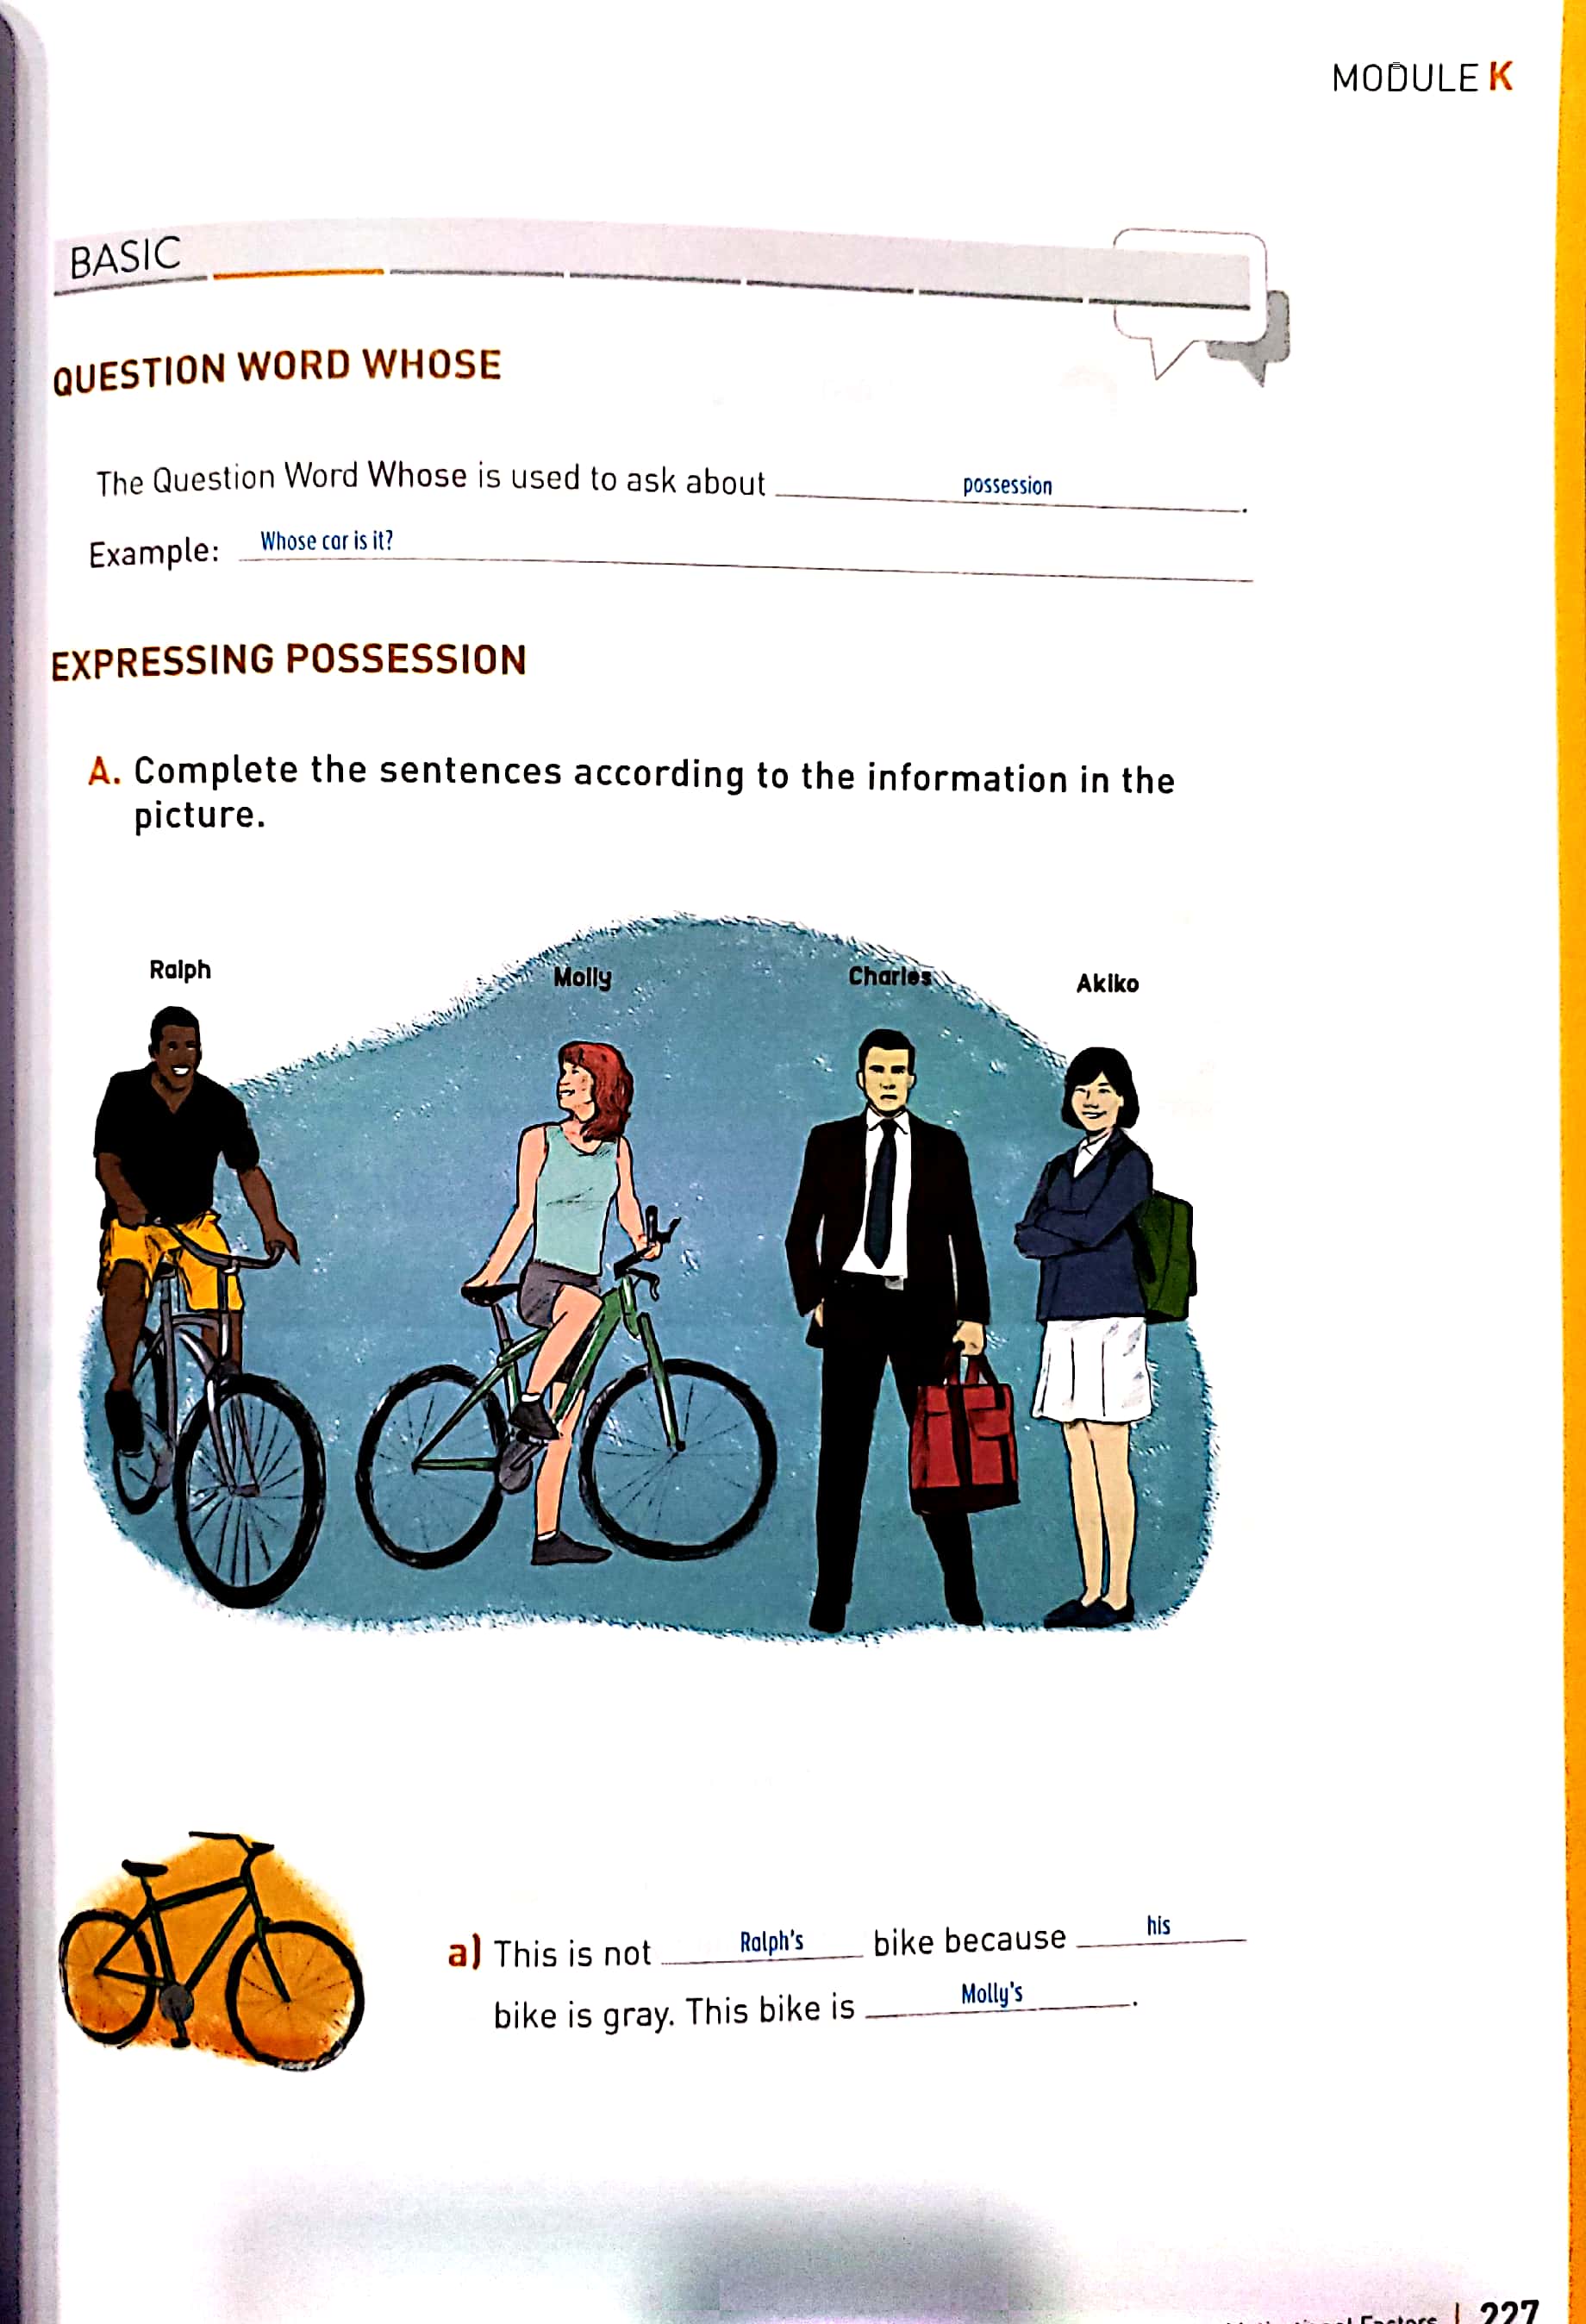 MODULE K
BASIC
QUESTION WORD WHOSE
The Question Word Whose is used to ask about possession.
Example: Whose car is it?
EXPRESSING POSSESSION
A. Complete the sentences according to the information in the
picture.
Ralph Molly Charles Akiko
a) This is not Ralph's bike because his
bike is gray. This bike is Molly's.
Factors | 227